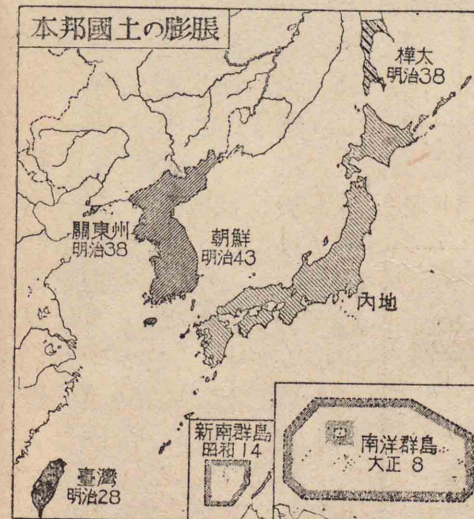 本邦國土の膨脹
樺太
明治38
關東州
明治38
朝鮮
明治43
內地
新南群島
昭和14
南洋群島
大正8
臺灣
明治28